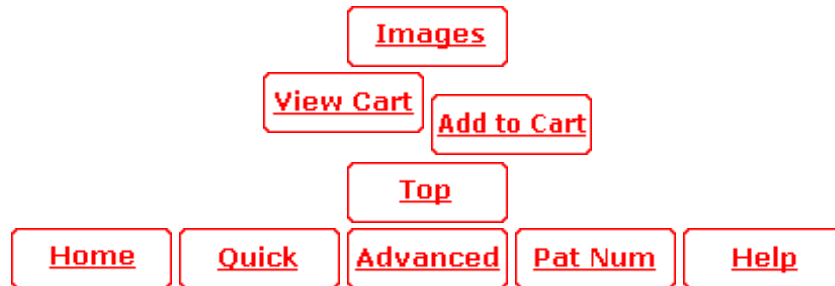 Images
View Cart
Add to Cart
Top
Home Quick Advanced Pat Num Help